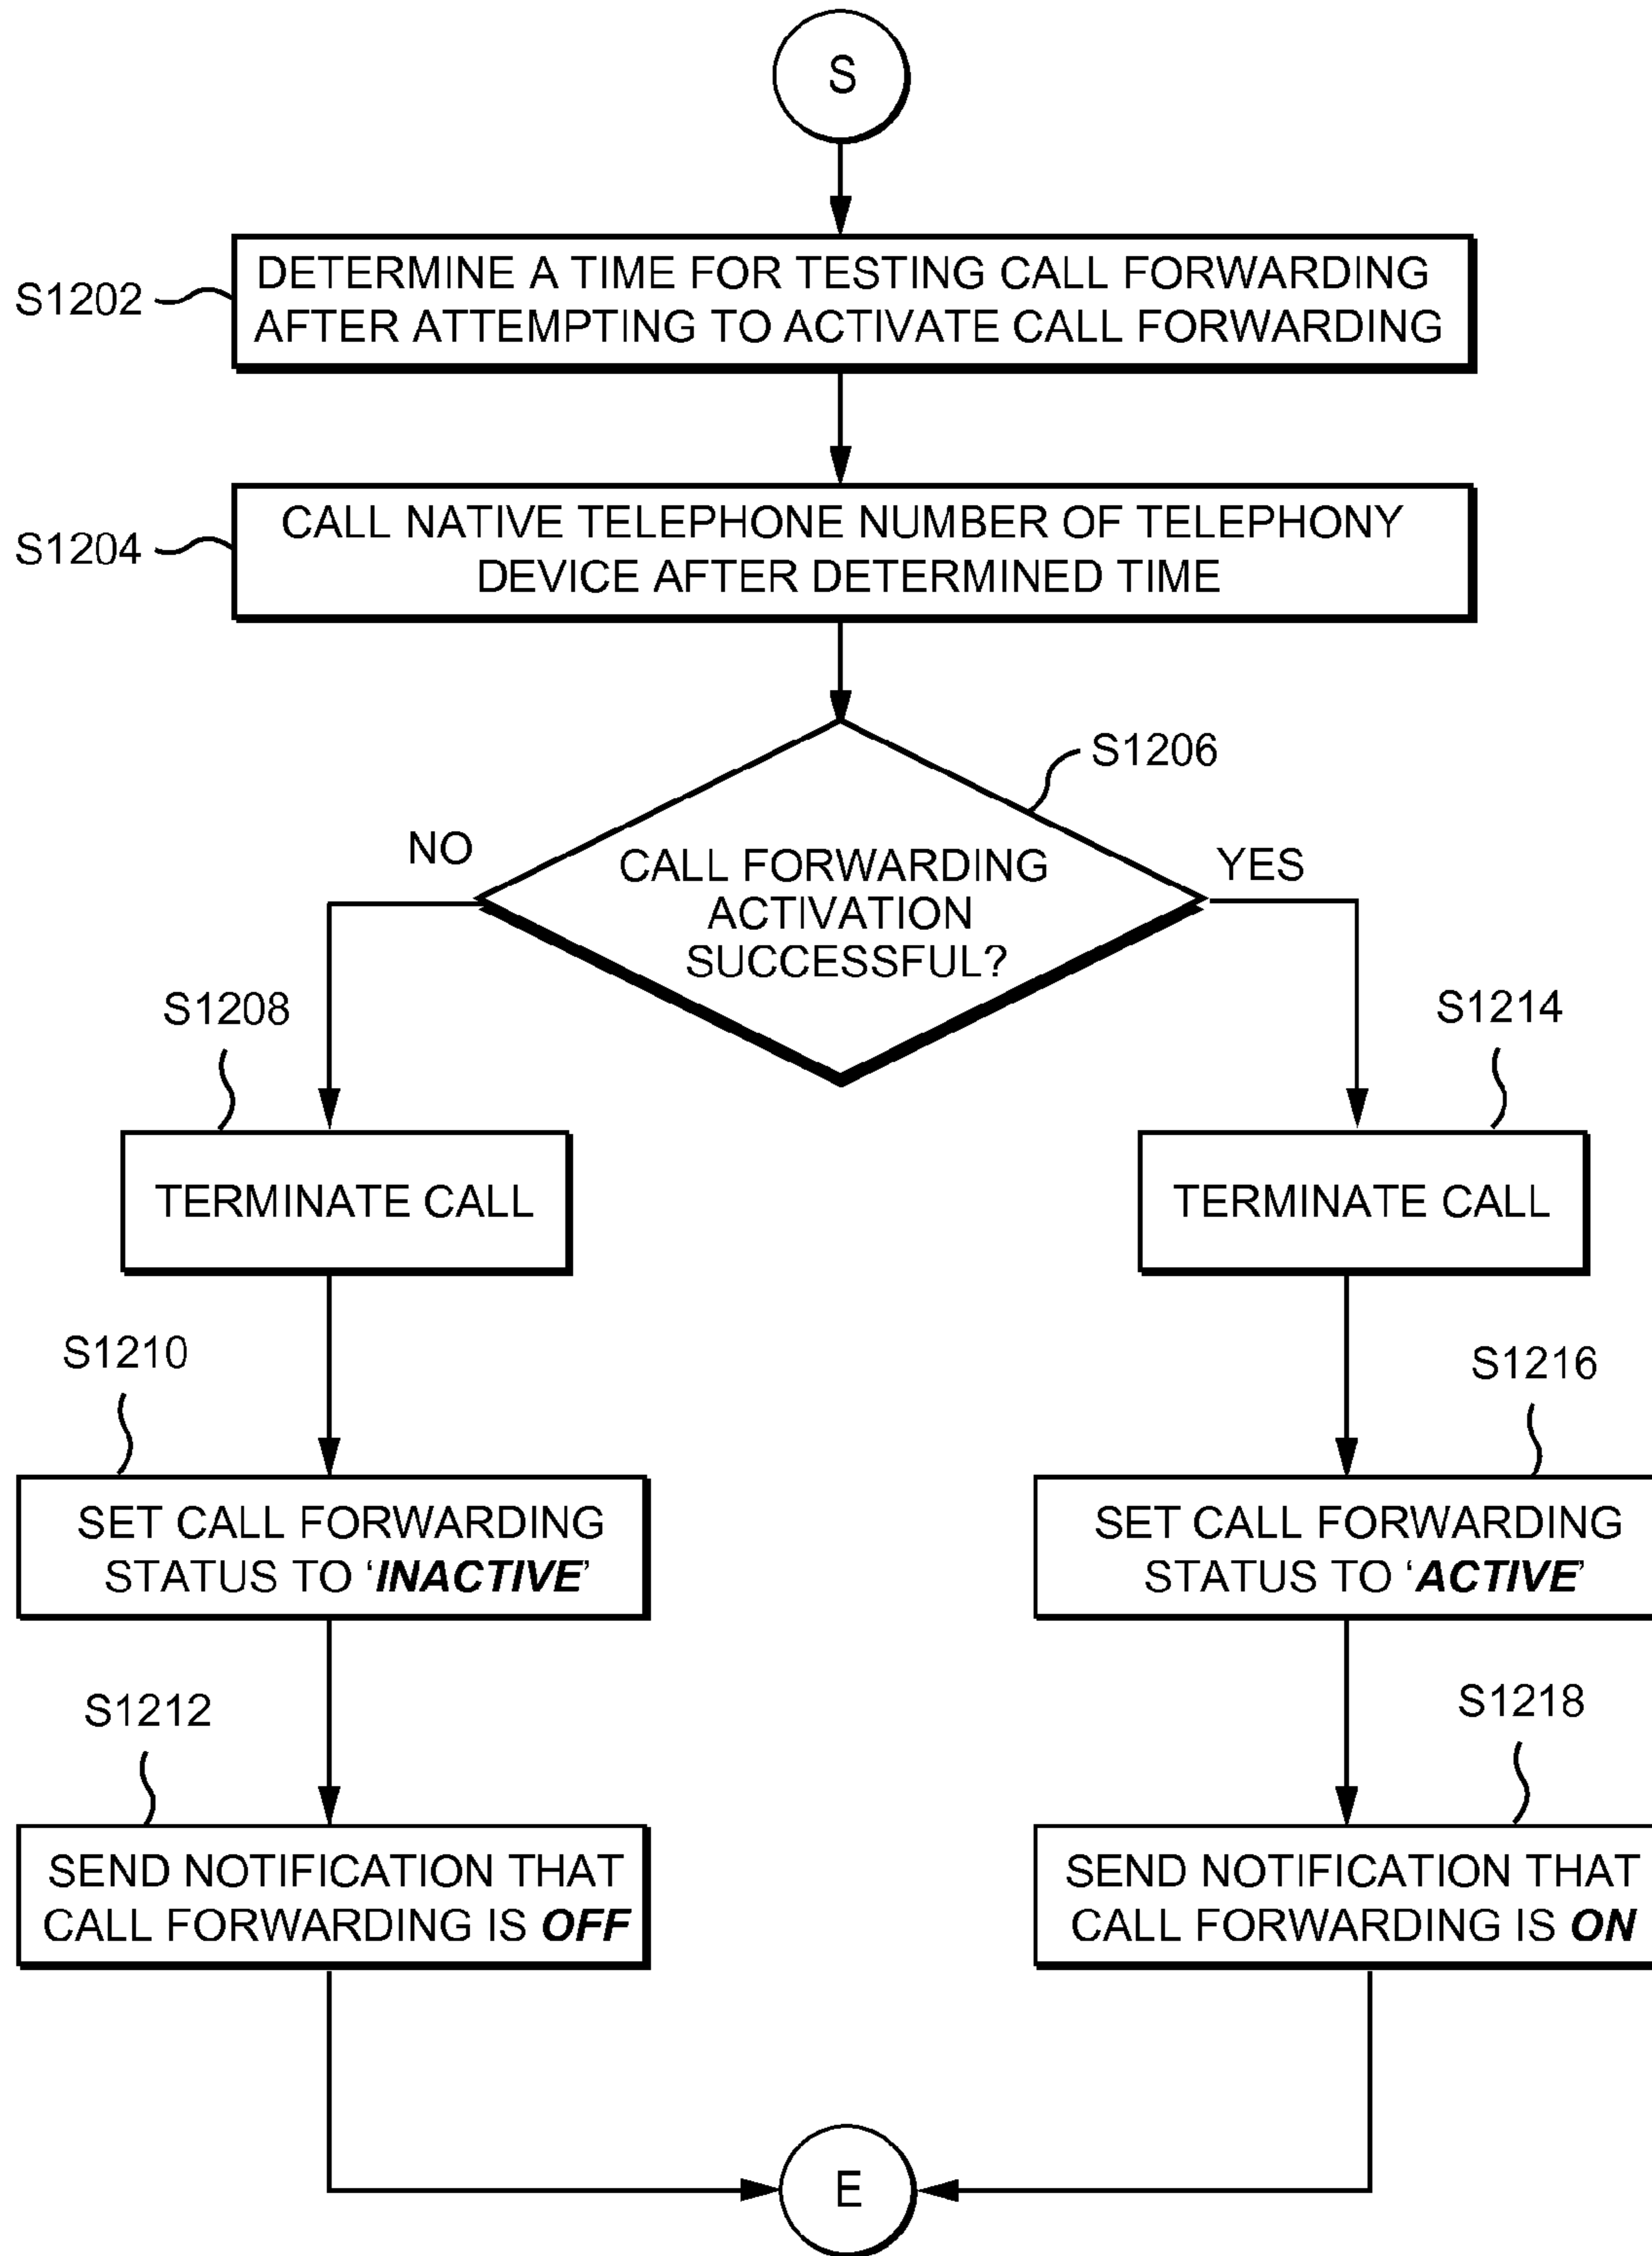 S
S1202
DETERMINE A TIME FOR TESTING CALL FORWARDING
AFTER ATTEMPTING TO ACTIVATE CALL FORWARDING
S1204
CALL NATIVE TELEPHONE NUMBER OF TELEPHONY
DEVICE AFTER DETERMINED TIME
S1206
NO
CALL FORWARDING
ACTIVATION
SUCCESSFUL?
YES
S1208
TERMINATE CALL
S1210
SET CALL FORWARDING
STATUS TO ‘INACTIVE’
S1212
SEND NOTIFICATION THAT
CALL FORWARDING IS OFF
S1214
TERMINATE CALL
S1216
SET CALL FORWARDING
STATUS TO ‘ACTIVE’
S1218
SEND NOTIFICATION THAT
CALL FORWARDING IS ON
E